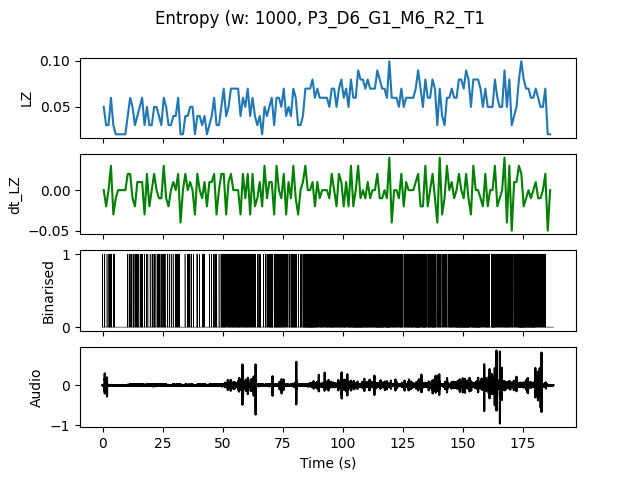 Entropy (w: 1000, P3_D6_G1_M6_R2_T1
0.10
0.05
LZ
0.00
−0.05
dt_LZ
1
0
Binarised
0
−1
Audio
0 25 50 75 100 125 150 175
Time (s)